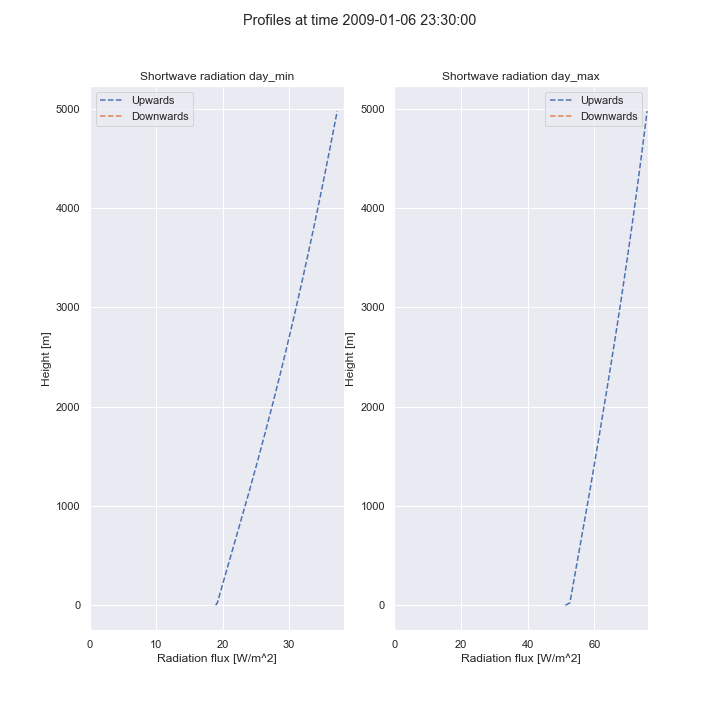 Profiles at time 2009-01-06 23:30:00
Shortwave radiation day_min
Upwards
Downwards
5000
4000
3000
2000
1000
0
Height [m]
0 10 20 30
Radiation flux [W/m^2]
Shortwave radiation day_max
Upwards
Downwards
5000
4000
3000
2000
1000
0
Height [m]
0 20 40 60
Radiation flux [W/m^2]